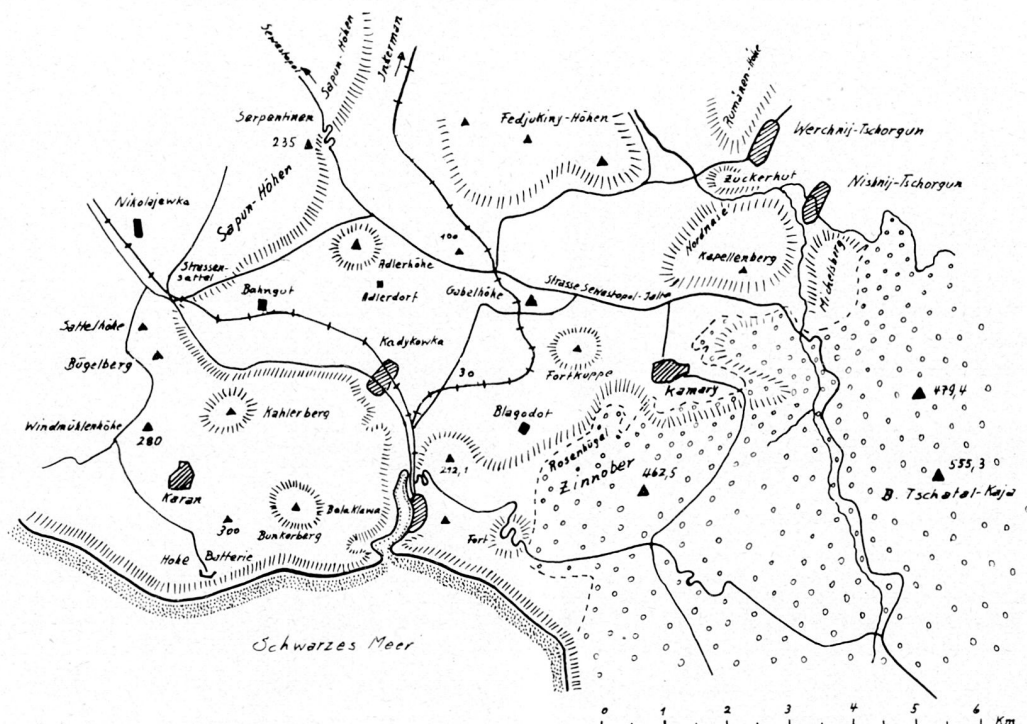 Sewastopol
Sapun-Höhen
Inkerman
Rumänen-Höhe
Serpentinen
235
Fedjukiny-Höhen
Werchnij-Tschorgun
Zuckerhut
Nishnij-Tschorgun
Nikolajewka
Sapun-Höhen
Nordnase
Kapellenberg
Michelsberg
100
Adlerhöhe
Strassen-
sattel
Bahngut
Adlerdorf
Gabelhöhe
Strasse Sewastopol-Jalta
Sattelhöhe
Kadykowka
Bügelberg
30
Fortkuppe
Kamary
479,4
Kahlerberg
Blagodot
Windmühlenhöhe
280
Rosenhügel
Zinnober
212,1
462,5
555,3
Karan
B. Tschatal-Kaja
Balaklawa
300
Bunkerberg
Fort
Hohe Batterie
Schwarzes Meer
0 1 2 3 4 5 6 Km